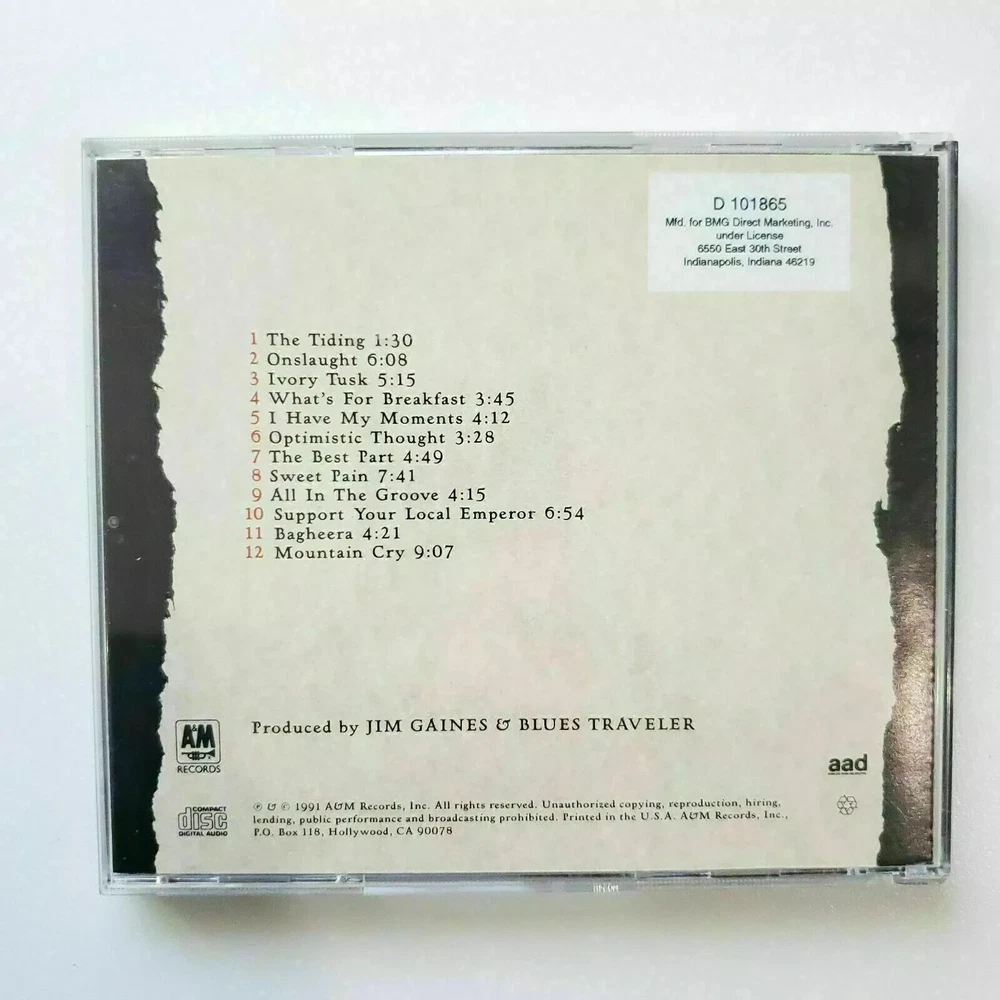 D 101865
Mfd. for BMG Direct Marketing, Inc.
under License
6550 East 30th Street
Indianapolis, Indiana 46219
1 The Tiding 1:30
2 Onslaught 6:08
3 Ivory Tusk 5:15
4 What's For Breakfast 3:45
5 I Have My Moments 4:12
6 Optimistic Thought 3:28
7 The Best Part 4:49
8 Sweet Pain 7:41
9 All In The Groove 4:15
10 Support Your Local Emperor 6:54
11 Bagheera 4:21
12 Mountain Cry 9:07
Produced by JIM GAINES & BLUES TRAVELER
A&M
RECORDS
aad
COMPACT
disc
DIGITAL AUDIO
℗ & © 1991 A&M Records, Inc. All rights reserved. Unauthorized copying, reproduction, hiring,
lending, public performance and broadcasting prohibited. Printed in the U.S.A. A&M Records, Inc.,
P.O. Box 118, Hollywood, CA 90078